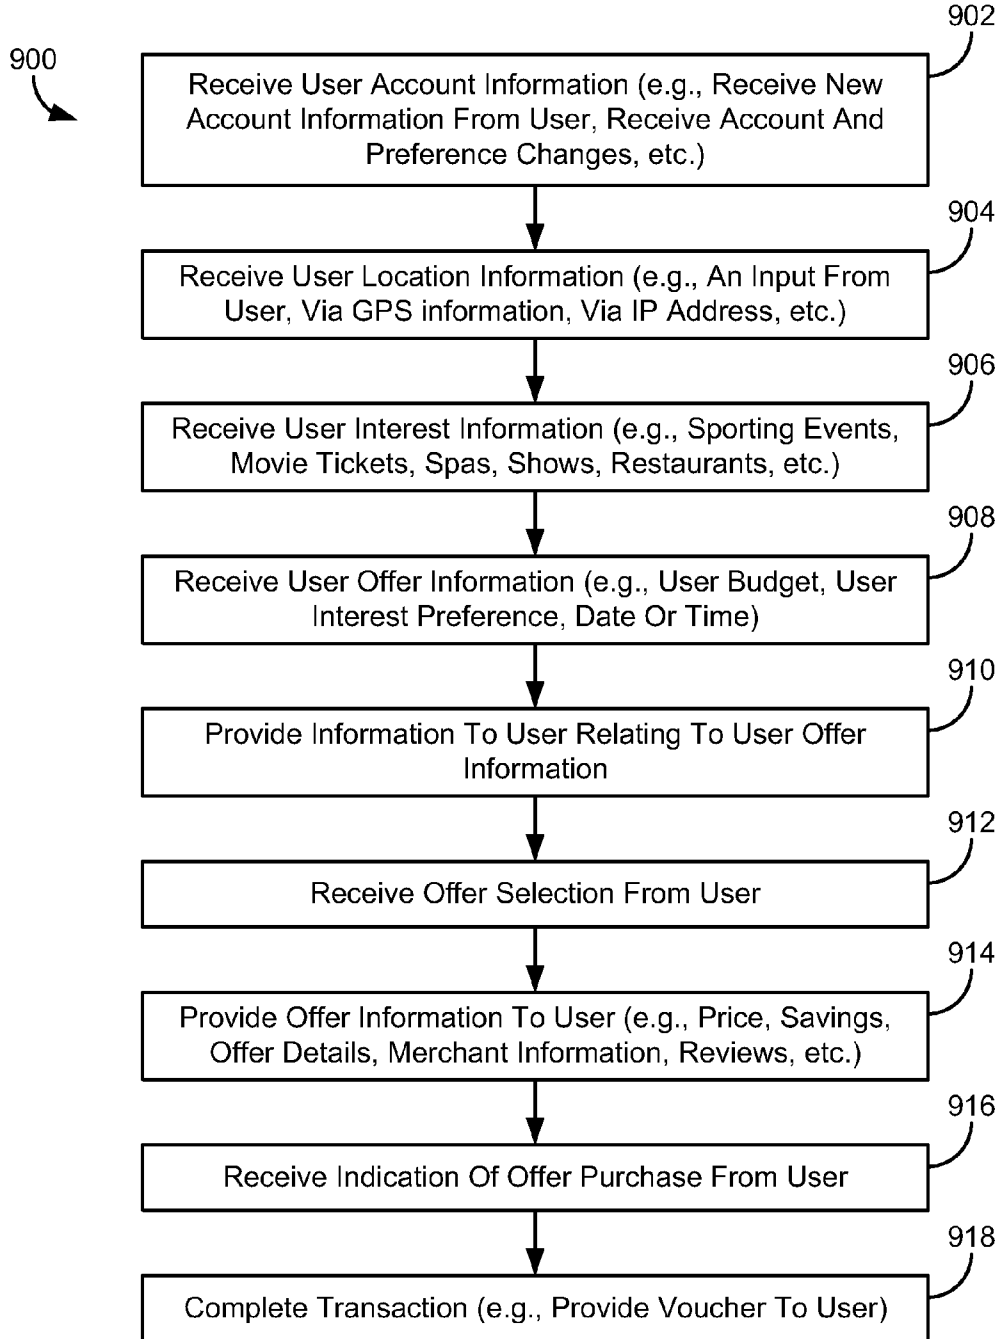 902
900
Receive User Account Information (e.g., Receive New
Account Information From User, Receive Account And
Preference Changes, etc.)
904
Receive User Location Information (e.g., An Input From
User, Via GPS information, Via IP Address, etc.)
906
Receive User Interest Information (e.g., Sporting Events,
Movie Tickets, Spas, Shows, Restaurants, etc.)
908
Receive User Offer Information (e.g., User Budget, User
Interest Preference, Date Or Time)
910
Provide Information To User Relating To User Offer
Information
912
Receive Offer Selection From User
914
Provide Offer Information To User (e.g., Price, Savings,
Offer Details, Merchant Information, Reviews, etc.)
916
Receive Indication Of Offer Purchase From User
918
Complete Transaction (e.g., Provide Voucher To User)